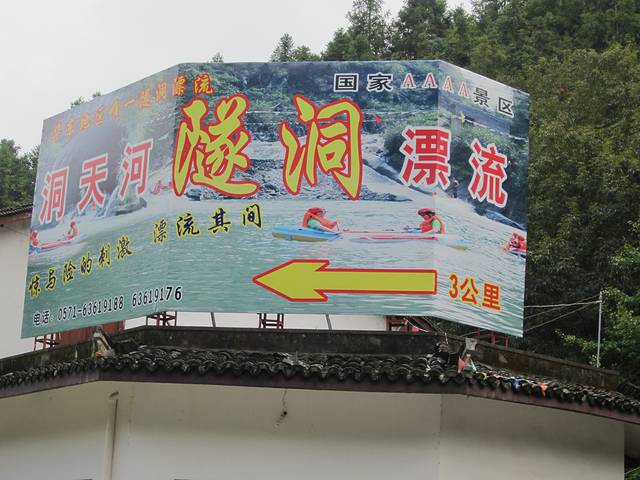 华东地区唯一隧洞漂流
国家AAAA景区
洞天河隧洞漂流
漂流其间
惊与险的刺激
电话：0571-63619188 63619176
3公里